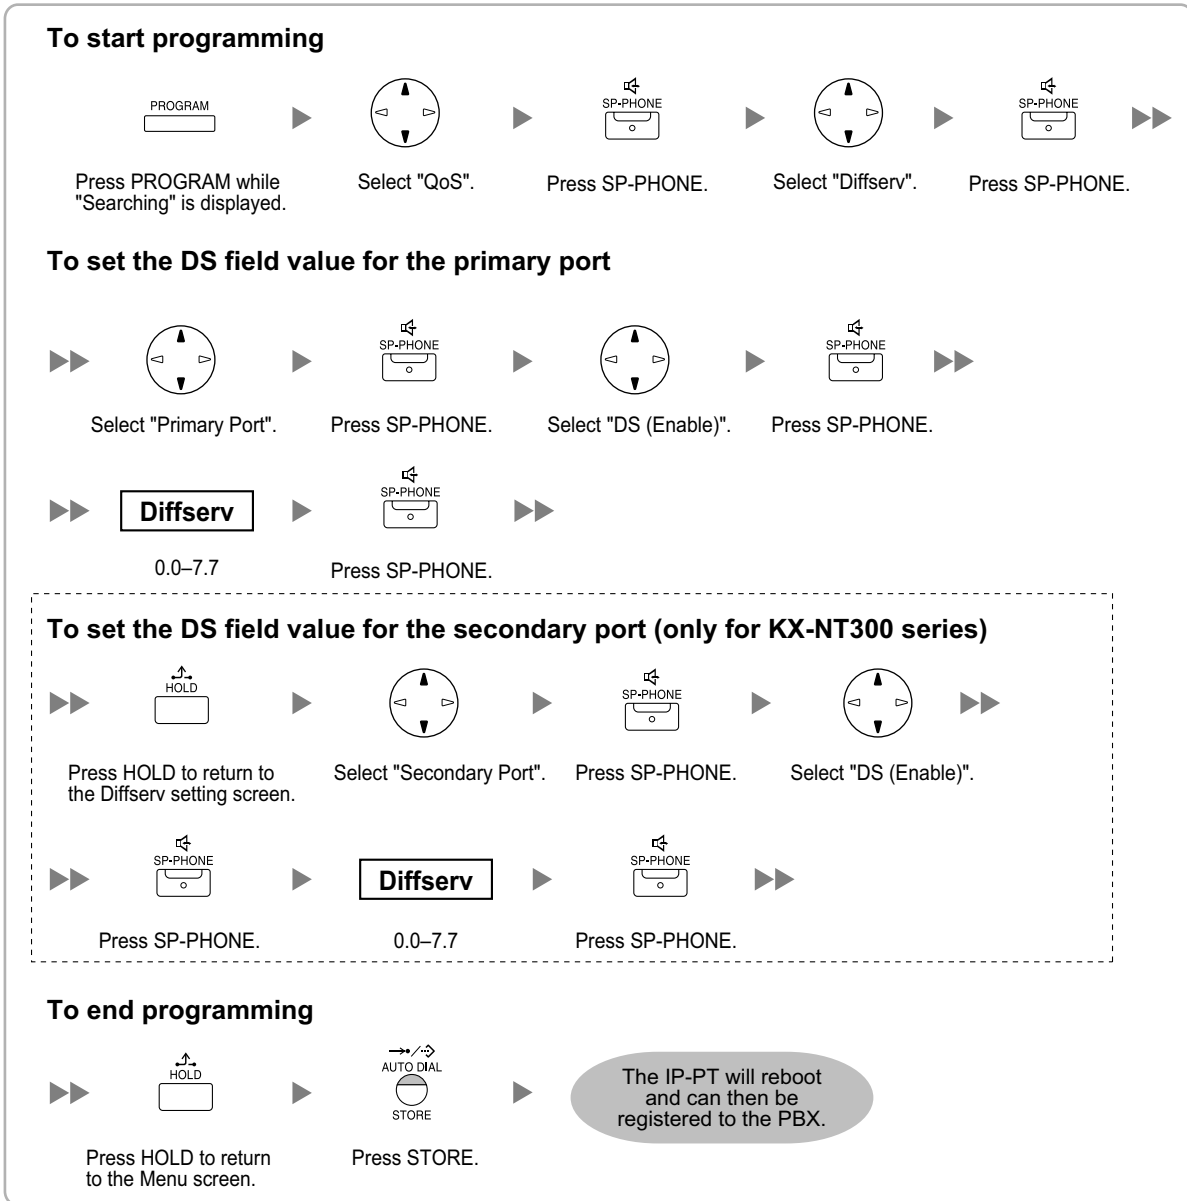 To start programming
PROGRAM
SP-PHONE
SP-PHONE
Press PROGRAM while
"Searching" is displayed.
Select "QoS".
Press SP-PHONE.
Select "Diffserv".
Press SP-PHONE.
To set the DS field value for the primary port
SP-PHONE
SP-PHONE
Select "Primary Port".
Press SP-PHONE.
Select "DS (Enable)".
Press SP-PHONE.
Diffserv
SP-PHONE
0.0–7.7
Press SP-PHONE.
To set the DS field value for the secondary port (only for KX-NT300 series)
HOLD
SP-PHONE
Press HOLD to return to
the Diffserv setting screen.
Select "Secondary Port".
Press SP-PHONE.
Select "DS (Enable)".
SP-PHONE
Diffserv
SP-PHONE
Press SP-PHONE.
0.0–7.7
Press SP-PHONE.
To end programming
HOLD
AUTO DIAL
STORE
The IP-PT will reboot
and can then be
registered to the PBX.
Press HOLD to return
to the Menu screen.
Press STORE.